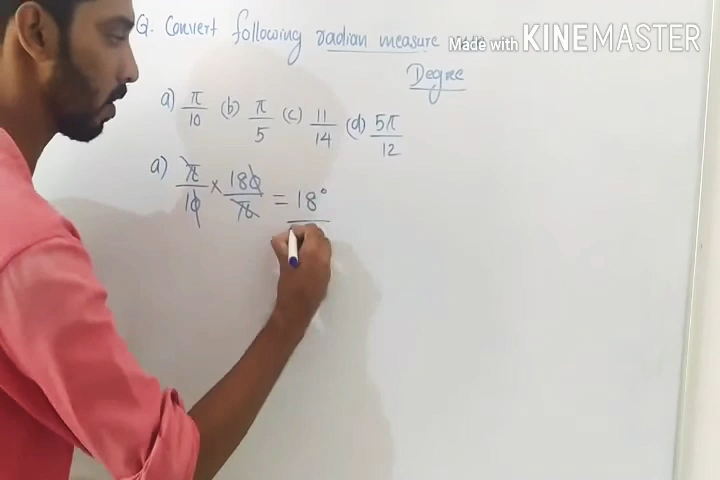 Q. Convert following radian measure
Made with KINEMASTER
Degree
a) π/10 (b) π/5 (c) 11/14 (d) 5π/12
a) π/10 × 180/π = 18°